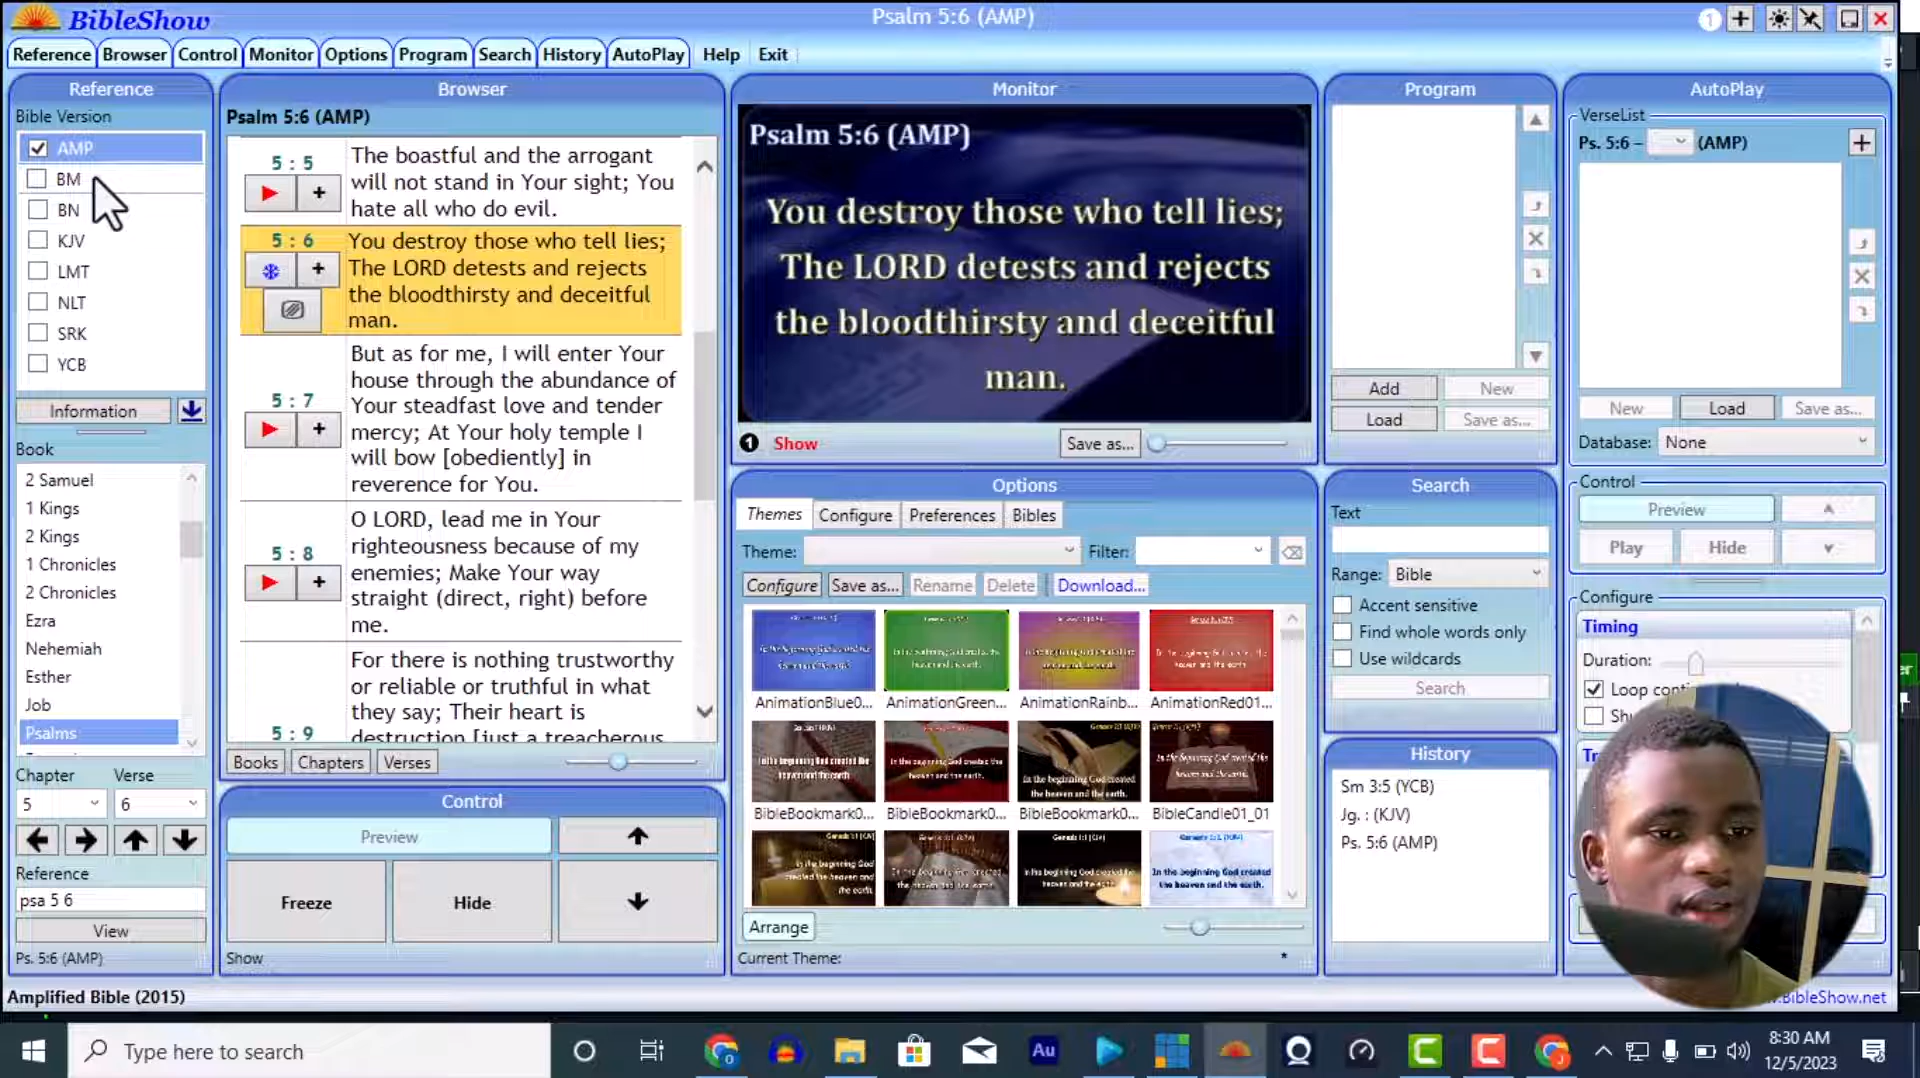 BibleShow
Psalm 5:6 (AMP)
1
Reference
Browser
Control
Monitor
Options
Program
Search
History
AutoPlay
Help
Exit
Reference
Bible Version
AMP
BM
BN
KJV
LMT
NLT
SRK
YCB
Information
Book
2 Samuel
1 Kings
2 Kings
1 Chronicles
2 Chronicles
Ezra
Nehemiah
Esther
Job
Psalms
Chapter
Verse
5
6
Reference
psa 5 6
View
Ps. 5:6 (AMP)
Browser
Psalm 5:6 (AMP)
5 : 5
The boastful and the arrogant
will not stand in Your sight; You
hate all who do evil.
5 : 6
You destroy those who tell lies;
The LORD detests and rejects
the bloodthirsty and deceitful
man.
5 : 7
But as for me, I will enter Your
house through the abundance of
Your steadfast love and tender
mercy; At Your holy temple I
will bow [obediently] in
reverence for You.
5 : 8
O LORD, lead me in Your
righteousness because of my
enemies; Make Your way
straight (direct, right) before
me.
5 : 9
For there is nothing trustworthy
or reliable or truthful in what
they say; Their heart is
destruction [just a treacherous
Books
Chapters
Verses
Control
Preview
Freeze
Hide
Show
Monitor
Psalm 5:6 (AMP)
You destroy those who tell lies;
The LORD detests and rejects
the bloodthirsty and deceitful
man.
1
Show
Save as...
Options
Themes
Configure
Preferences
Bibles
Theme:
Filter:
Configure
Save as...
Rename
Delete
Download...
AnimationBlue0...
AnimationGreen...
AnimationRainb...
AnimationRed01...
BibleBookmark0...
BibleBookmark0...
BibleBookmark0...
BibleCandle01_01
Arrange
Current Theme:
*
Program
Add
New
Load
Save as...
Search
Text
Range:
Bible
Accent sensitive
Find whole words only
Use wildcards
Search
History
Sm 3:5 (YCB)
Jg. : (KJV)
Ps. 5:6 (AMP)
AutoPlay
VerseList
Ps. 5:6 –
(AMP)
New
Load
Save as...
Database:
None
Control
Preview
Play
Hide
Configure
Timing
Duration:
Loop
Amplified Bible (2015)
BibleShow.net
Type here to search
Au
8:30 AM
12/5/2023